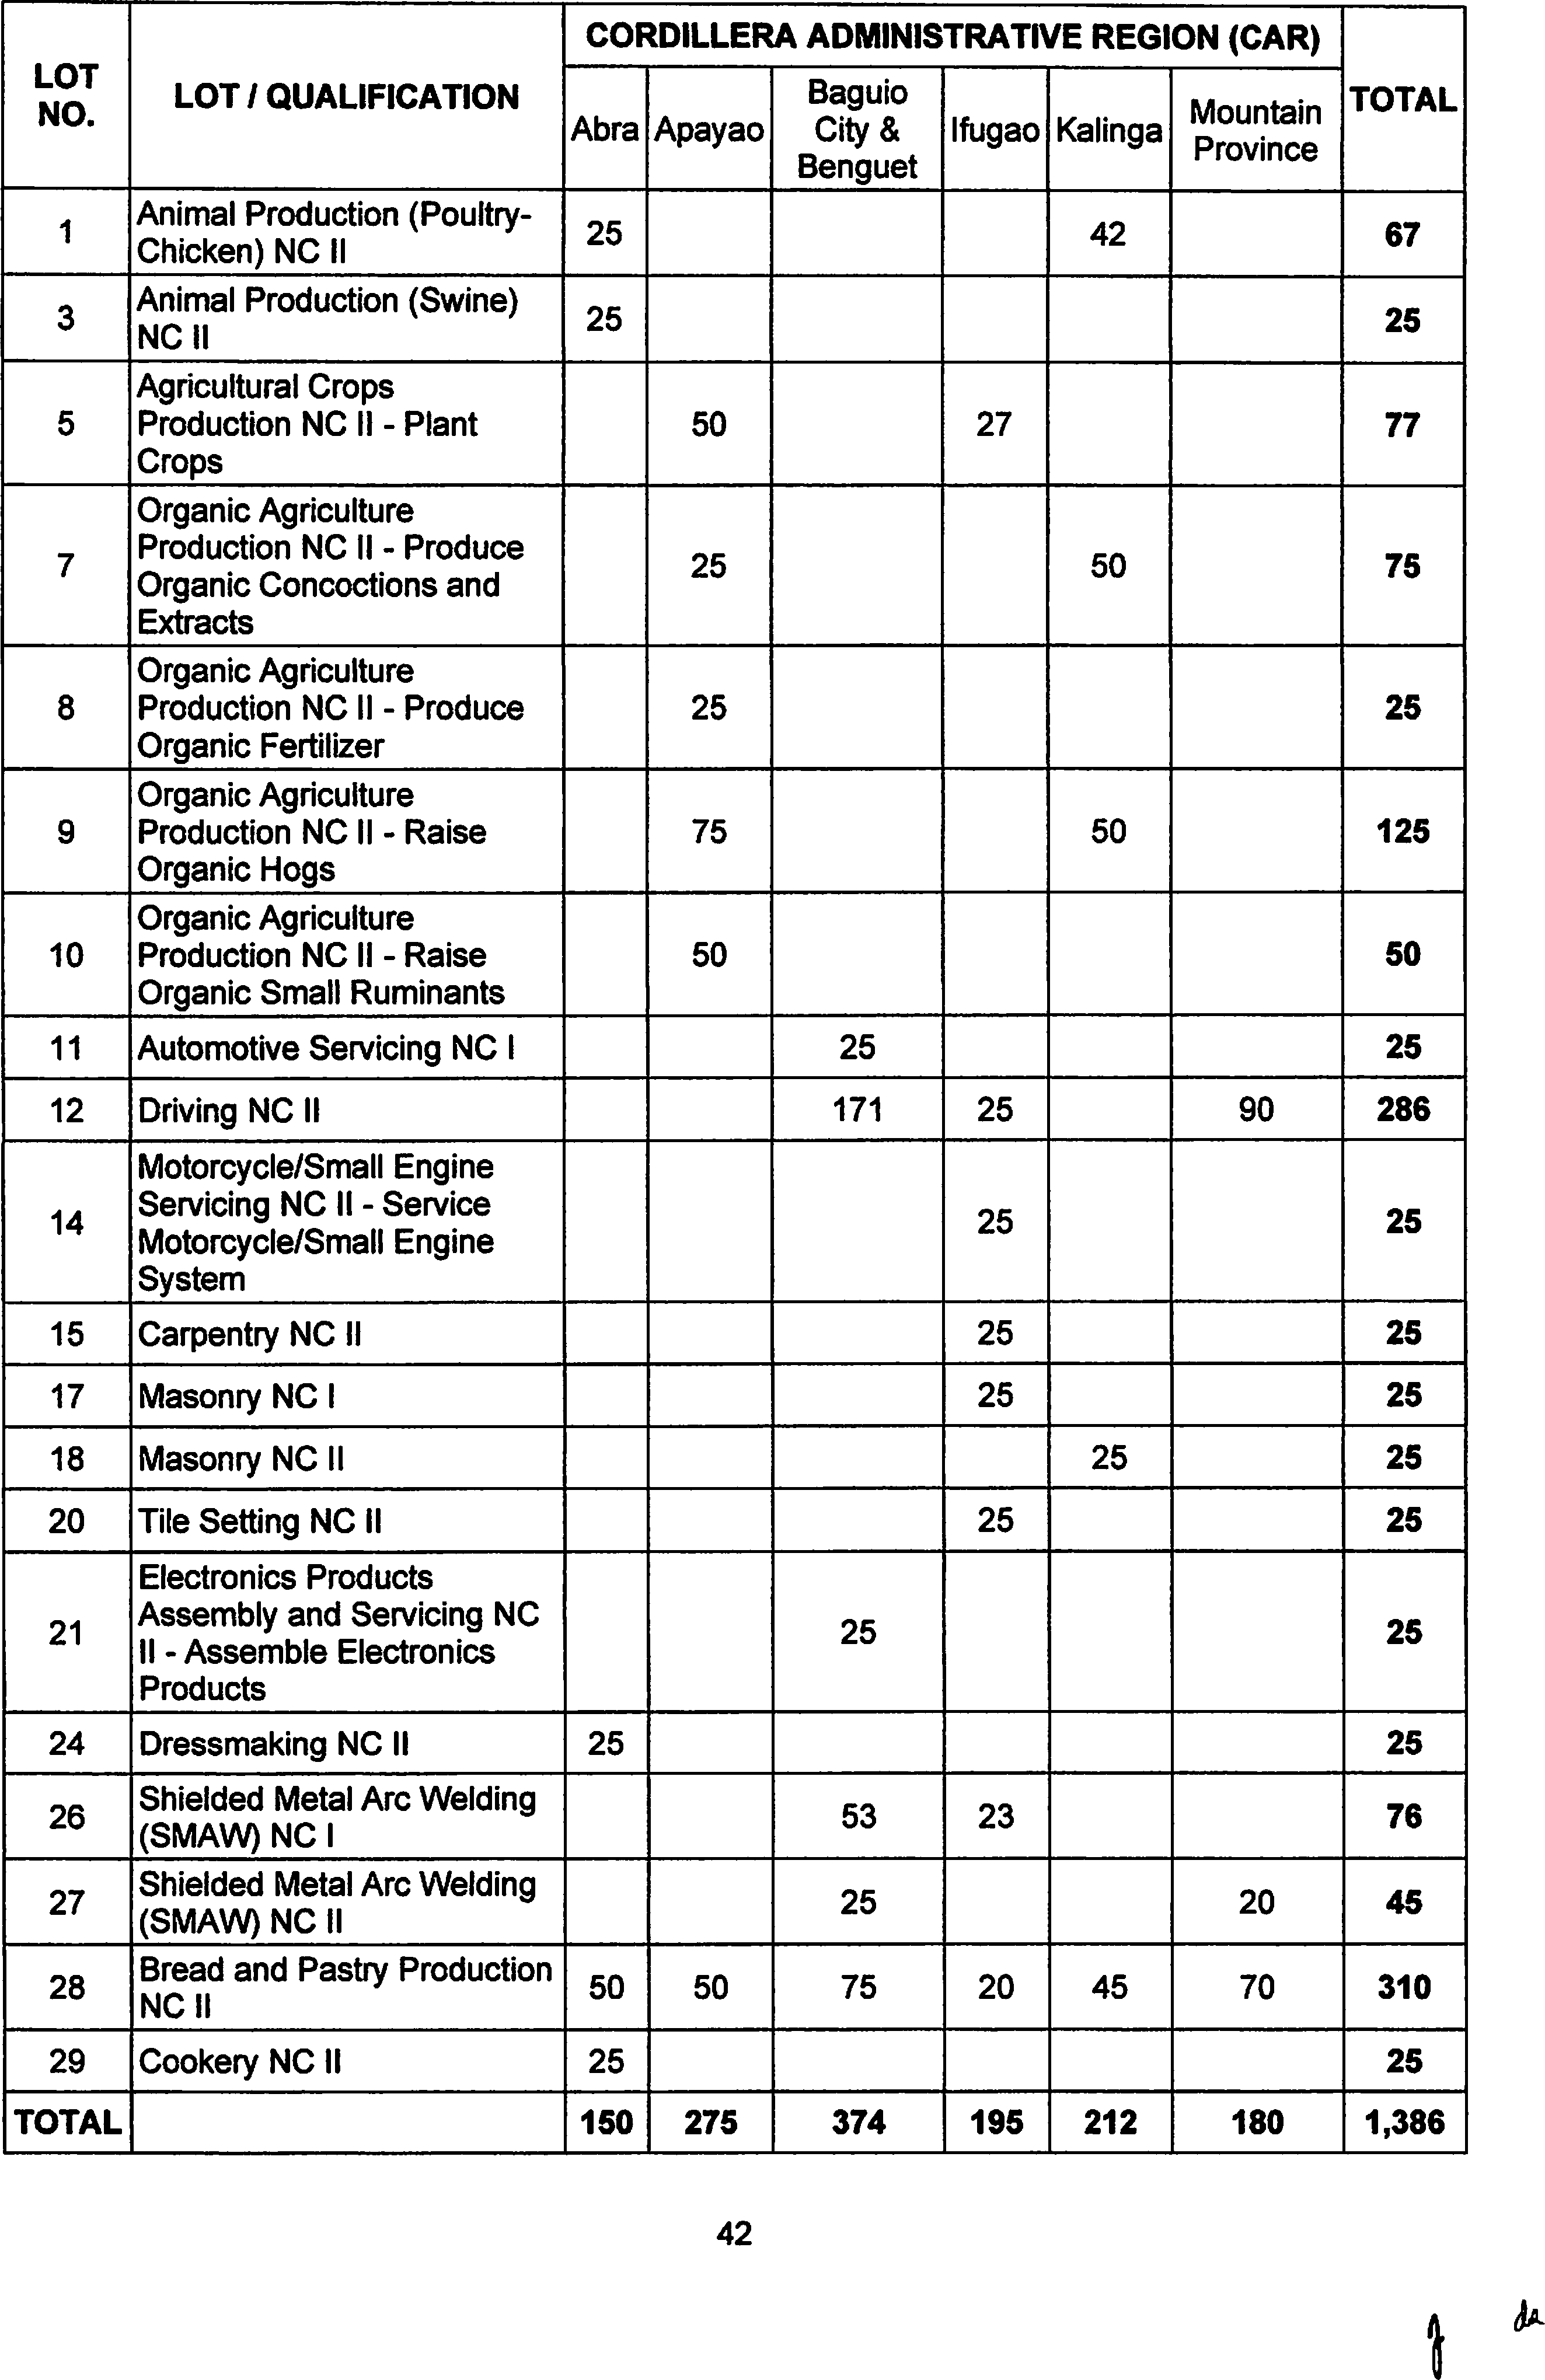 CORDILLERA ADMINISTRATIVE REGION (CAR)
LOT
NO.
LOT / QUALIFICATION
Abra
Apayao
Baguio
City &
Benguet
Ifugao
Kalinga
Mountain
Province
TOTAL
1
Animal Production (Poultry-
Chicken) NC II
25
42
67
3
Animal Production (Swine)
NC II
25
25
5
Agricultural Crops
Production NC II - Plant
Crops
50
27
77
7
Organic Agriculture
Production NC II - Produce
Organic Concoctions and
Extracts
25
50
75
8
Organic Agriculture
Production NC II - Produce
Organic Fertilizer
25
25
9
Organic Agriculture
Production NC II - Raise
Organic Hogs
75
50
125
10
Organic Agriculture
Production NC II - Raise
Organic Small Ruminants
50
50
11
Automotive Servicing NC I
25
25
12
Driving NC II
171
25
90
286
14
Motorcycle/Small Engine
Servicing NC II - Service
Motorcycle/Small Engine
System
25
25
15
Carpentry NC II
25
25
17
Masonry NC I
25
25
18
Masonry NC II
25
25
20
Tile Setting NC II
25
25
21
Electronics Products
Assembly and Servicing NC
II - Assemble Electronics
Products
25
25
24
Dressmaking NC II
25
25
26
Shielded Metal Arc Welding
(SMAW) NC I
53
23
76
27
Shielded Metal Arc Welding
(SMAW) NC II
25
20
45
28
Bread and Pastry Production
NC II
50
50
75
20
45
70
310
29
Cookery NC II
25
25
TOTAL
150
275
374
195
212
180
1,386
42